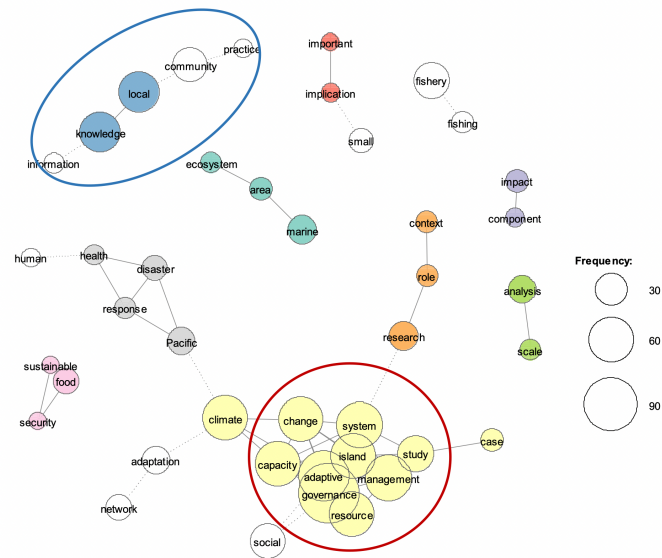 practice
community
local
knowledge
information
important
implication
small
fishery
fishing
ecosystem
area
marine
impact
component
context
role
research
human
health
disaster
response
Pacific
Frequency:
30
60
90
analysis
scale
sustainable
food
security
climate
change
system
capacity
island
study
case
adaptive
management
governance
resource
adaptation
network
social